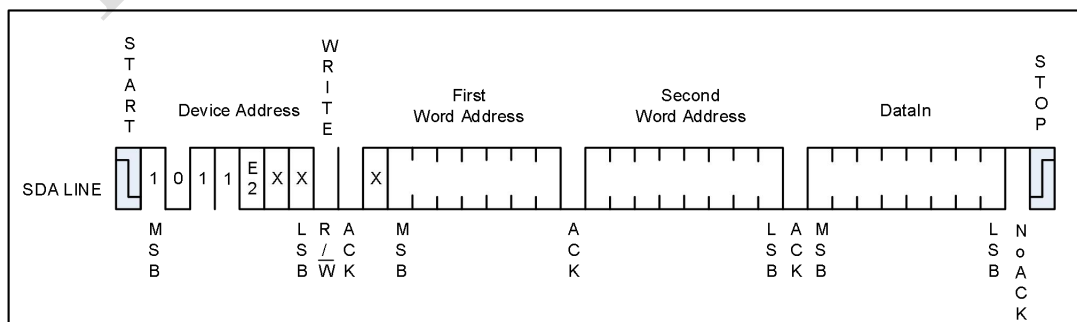 START
WRITE
STOP
Device Address
First
Word Address
Second
Word Address
DataIn
SDA LINE
1 0 1 1 E2 X X X
MSB
LSB
R/W
ACK
MSB
ACK
LSB
ACK
MSB
LSB
NoACK